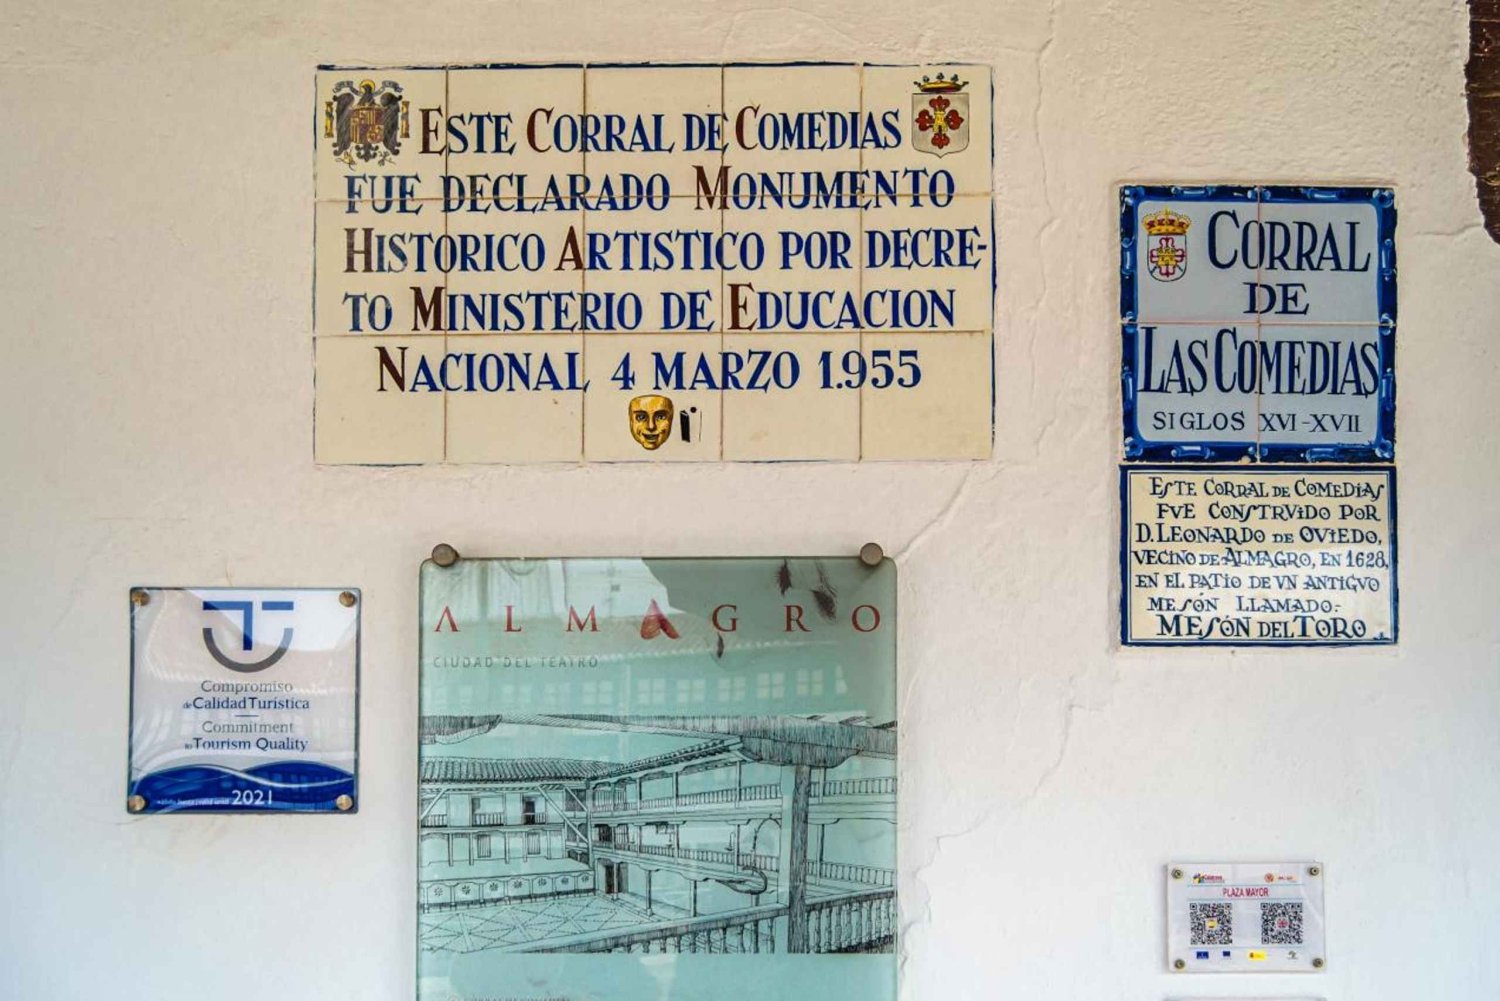 ESTE CORRAL DE COMEDIAS
FUE DECLARADO MONUMENTO
HISTORICO ARTISTICO POR DECRE-
TO MINISTERIO DE EDUCACION
NACIONAL 4 MARZO 1.955
CORRAL
DE
LAS COMEDIAS
SIGLOS XVI-XVII
ESTE CORRAL DE COMEDIAS
FVE CONSTRVIDO POR
D. LEONARDO DE OVIEDO,
VECINO DE ALMAGRO, EN 1628,
EN EL PATIO DE VN ANTIGVO
MESÓN LLAMADO:
MESÓN DEL TORO
Compromiso
de Calidad Turística
Commitment
to Tourism Quality
2021
ALMAGRO
CIUDAD DEL TEATRO
PLAZA MAYOR